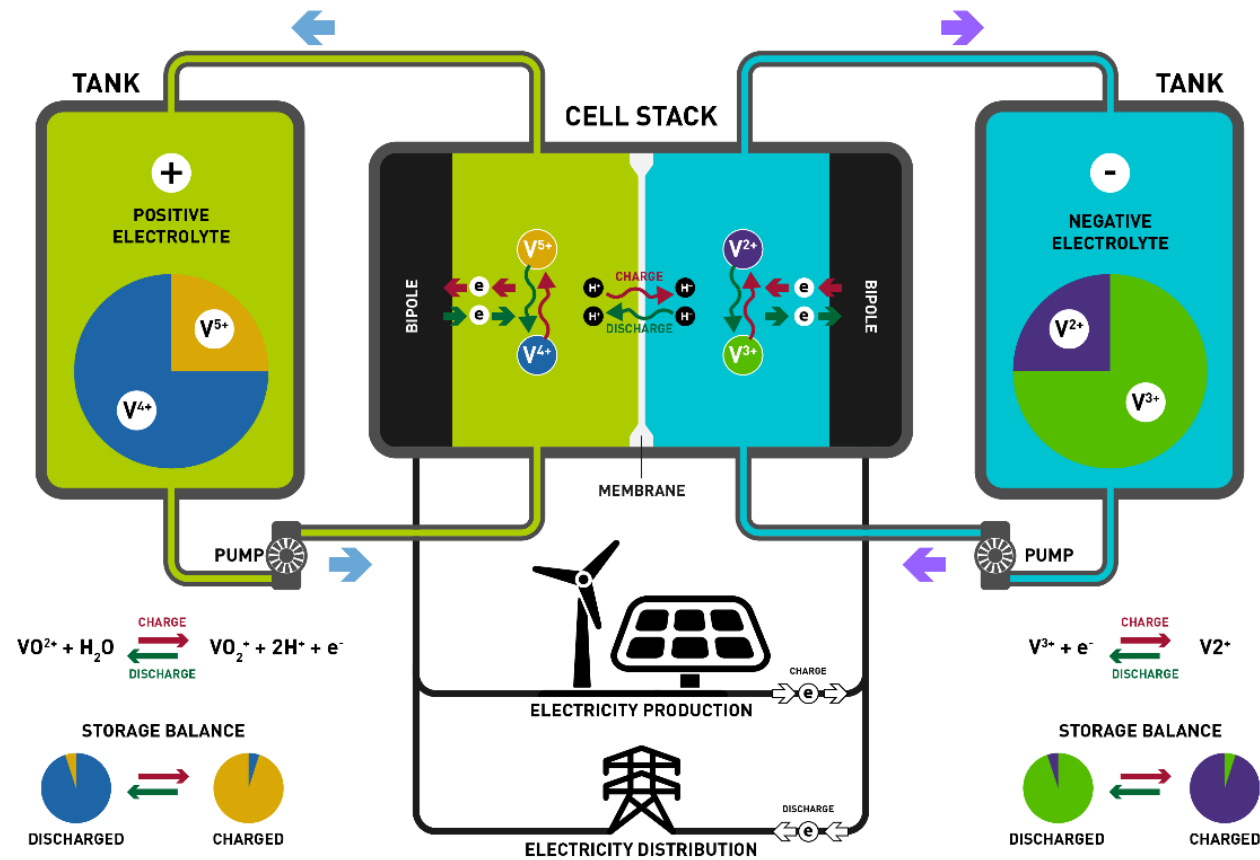 TANK
TANK
CELL STACK
+
POSITIVE
ELECTROLYTE
-
NEGATIVE
ELECTROLYTE
V⁵⁺
V⁴⁺
BIPOLE
e
e
V⁵⁺
V⁴⁺
H⁺
CHARGE
H⁻
H⁺
DISCHARGE
H⁻
V²⁺
V³⁺
e
e
BIPOLE
V²⁺
V³⁺
MEMBRANE
PUMP
PUMP
VO²⁺ + H₂O
CHARGE
DISCHARGE
VO₂⁺ + 2H⁺ + e⁻
V³⁺ + e⁻
CHARGE
DISCHARGE
V2⁺
CHARGE
e
ELECTRICITY PRODUCTION
STORAGE BALANCE
DISCHARGED
CHARGED
DISCHARGE
e
ELECTRICITY DISTRIBUTION
STORAGE BALANCE
DISCHARGED
CHARGED